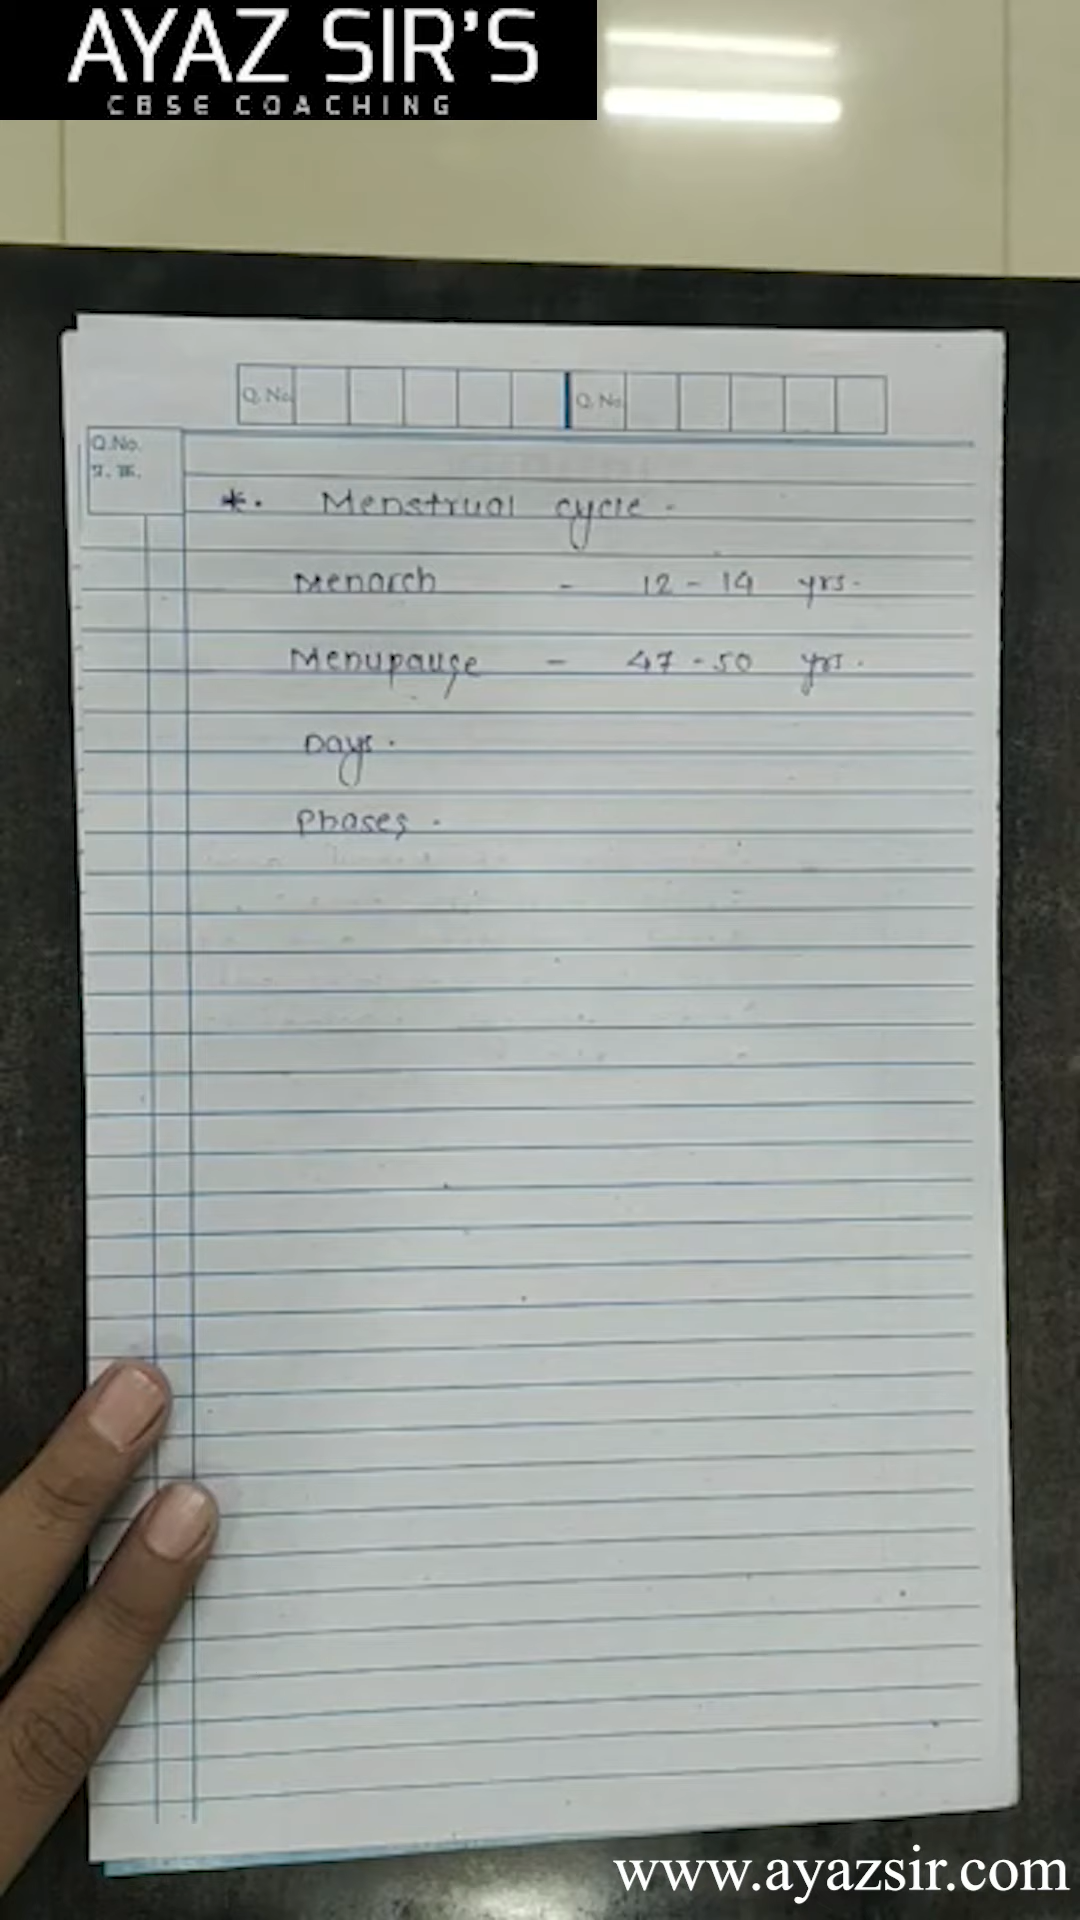 AYAZ SIR'S
CBSE COACHING
Q. No. Q. No.
Q.No.
प्र. सं.
*. Menstrual cycle -
Menarch - 12 - 14 yrs.
Menupause - 47 - 50 yrs.
Days.
Phases.
www.ayazsir.com